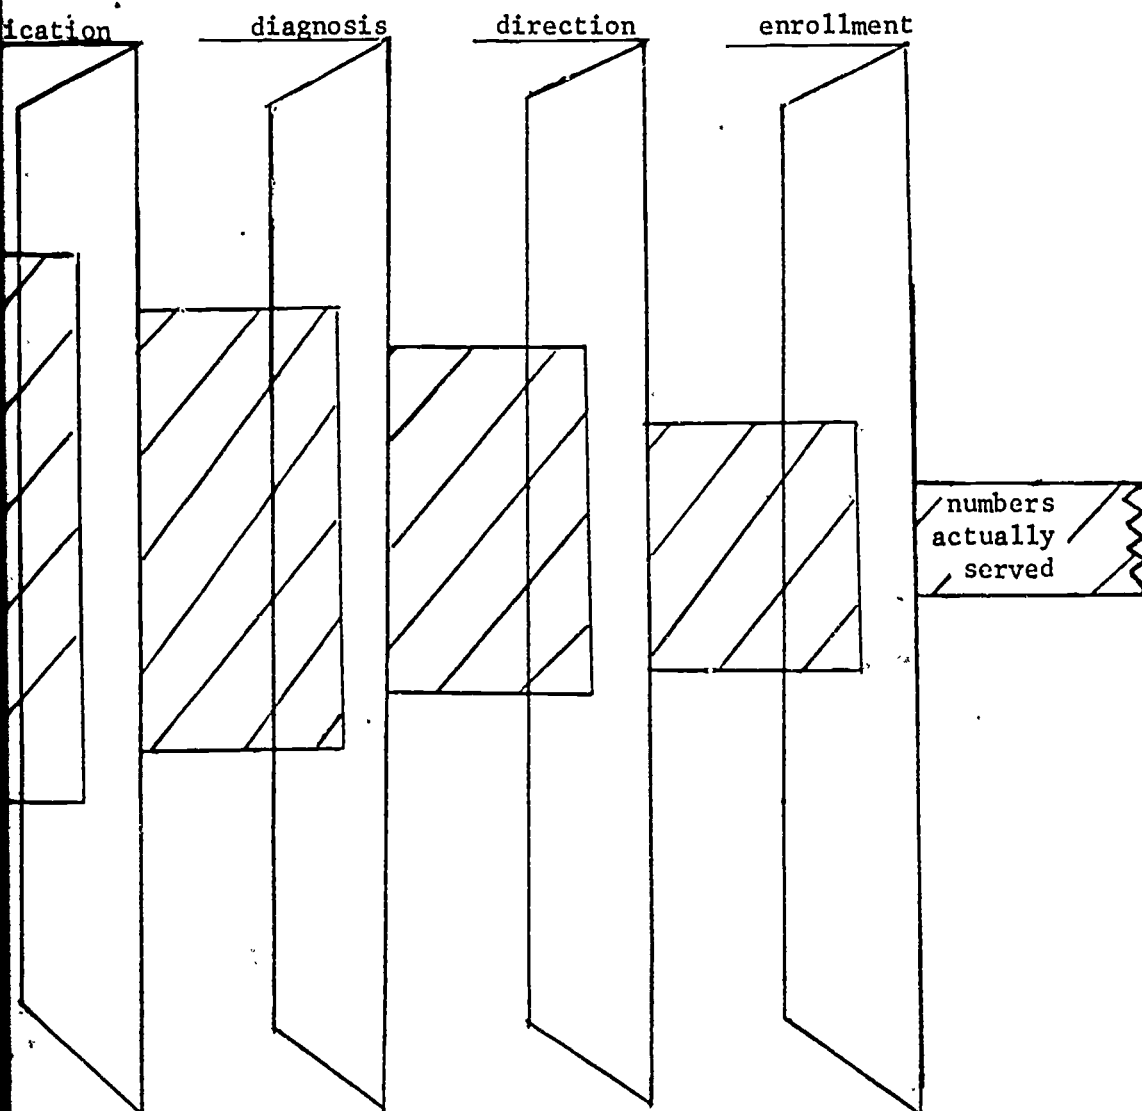 ication
diagnosis
direction
enrollment
numbers
actually
served